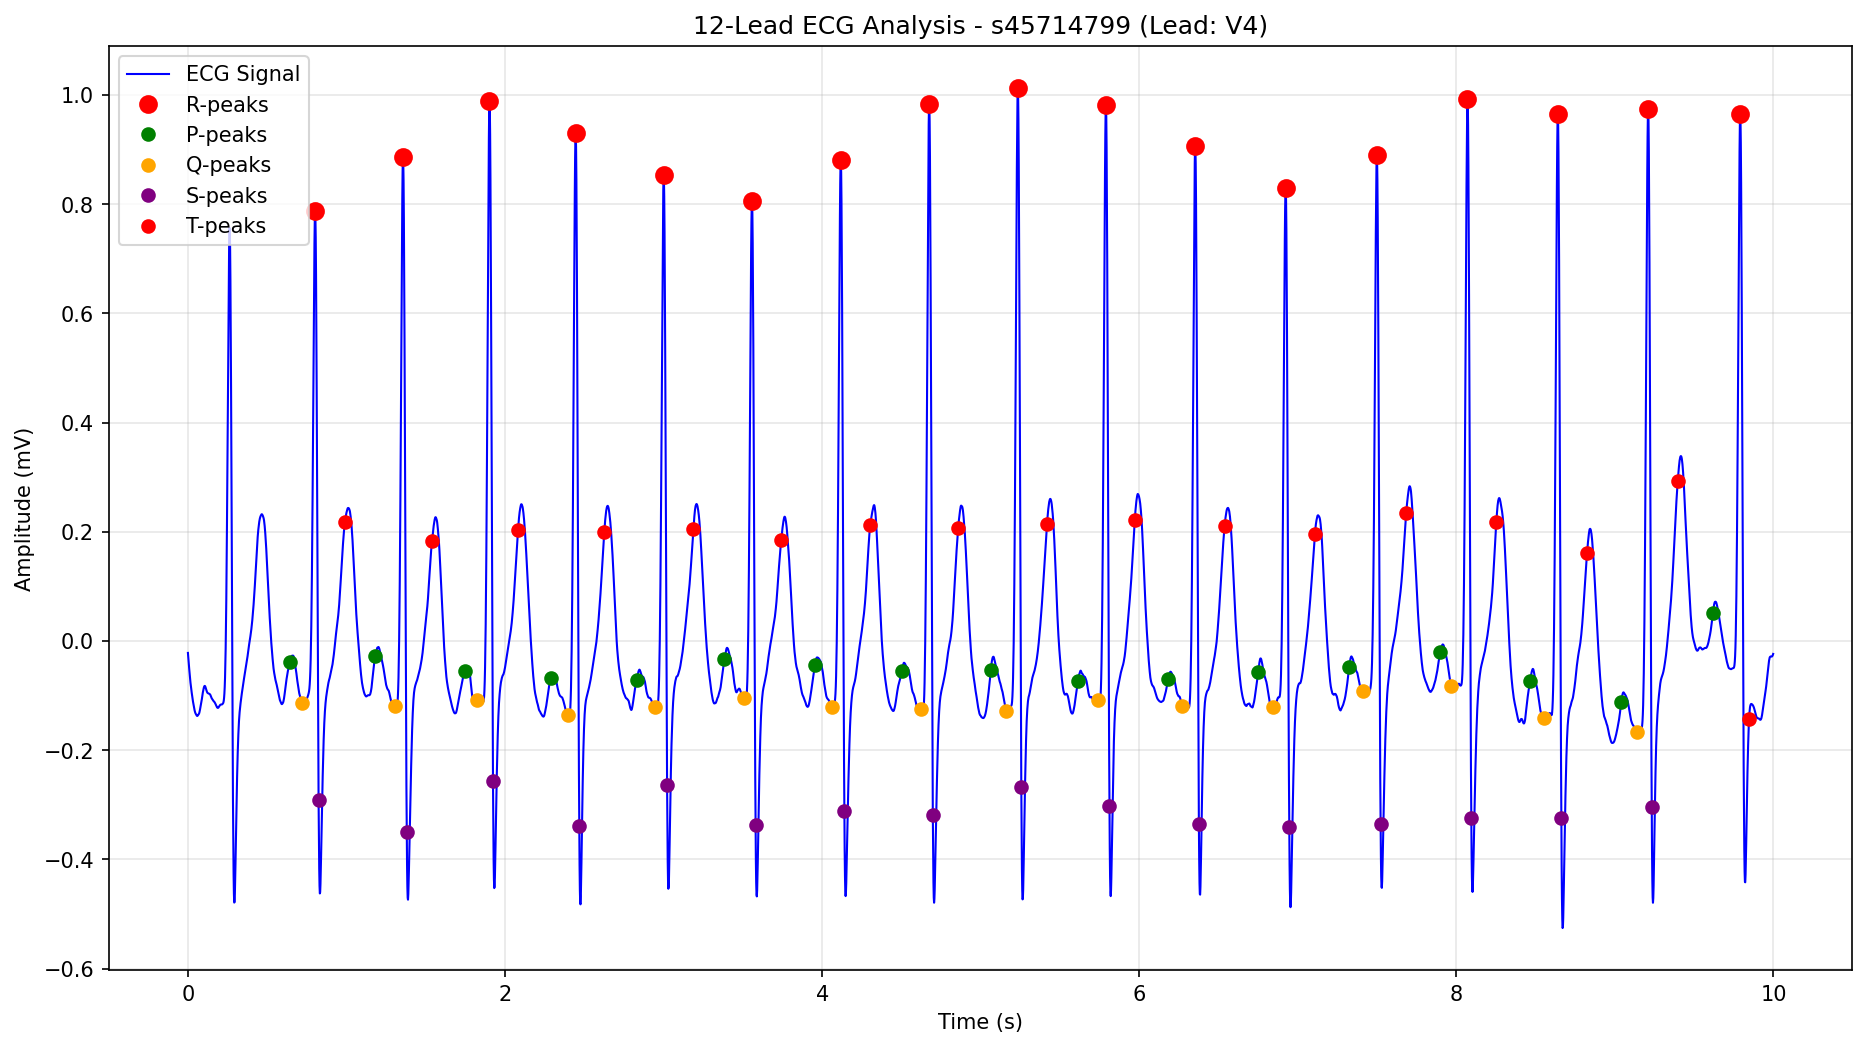 12-Lead ECG Analysis - s45714799 (Lead: V4)
ECG Signal
R-peaks
P-peaks
Q-peaks
S-peaks
T-peaks
Amplitude (mV)
1.0
0.8
0.6
0.4
0.2
0.0
−0.2
−0.4
−0.6
0 2 4 6 8 10
Time (s)